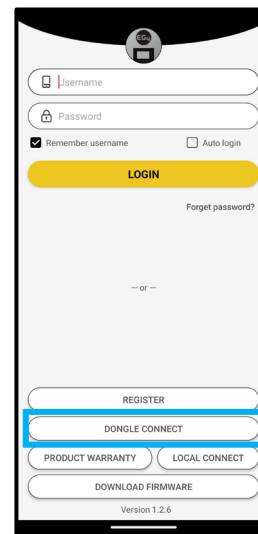 EG4
Username
Password
Remember username Auto login
LOGIN
Forget password?
— or —
REGISTER
DONGLE CONNECT
PRODUCT WARRANTY LOCAL CONNECT
DOWNLOAD FIRMWARE
Version 1.2.6